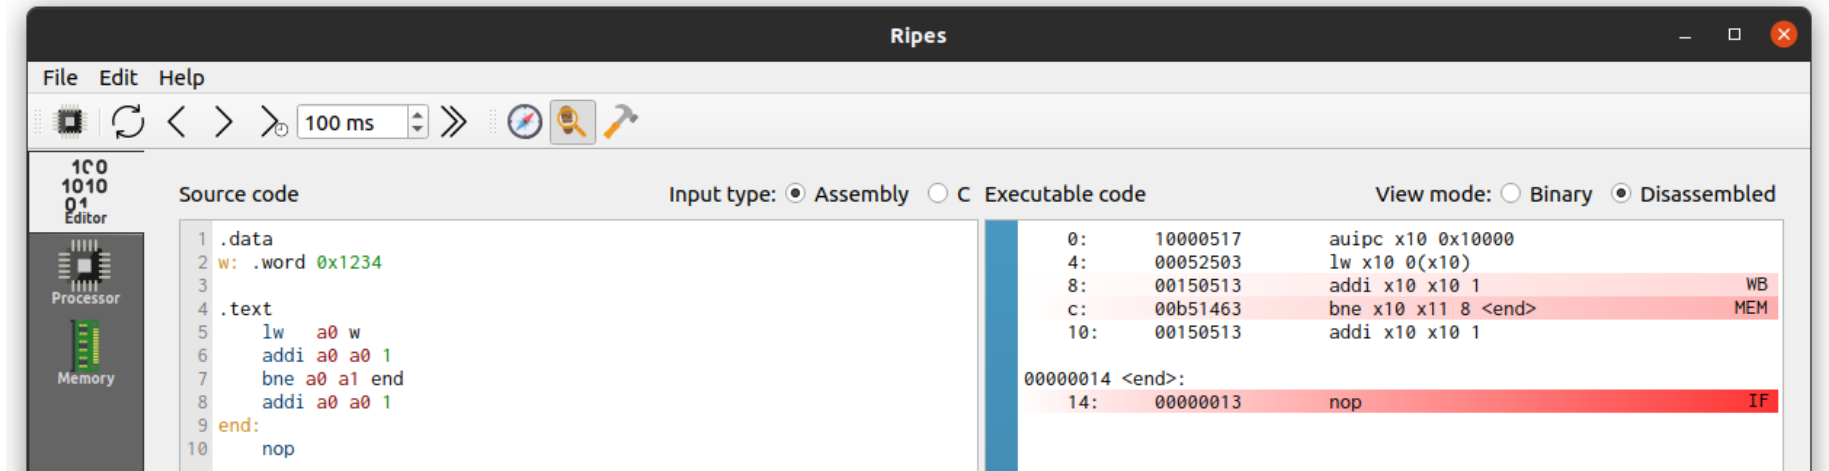 Ripes
File Edit Help
100 ms
Editor
Processor
Memory
Source code
Input type: Assembly C
1 .data
2 w: .word 0x1234
3
4 .text
5 lw a0 w
6 addi a0 a0 1
7 bne a0 a1 end
8 addi a0 a0 1
9 end:
10 nop
Executable code
View mode: Binary Disassembled
0: 10000517 auipc x10 0x10000
4: 00052503 lw x10 0(x10)
8: 00150513 addi x10 x10 1 WB
c: 00b51463 bne x10 x11 8 <end> MEM
10: 00150513 addi x10 x10 1
00000014 <end>:
14: 00000013 nop IF